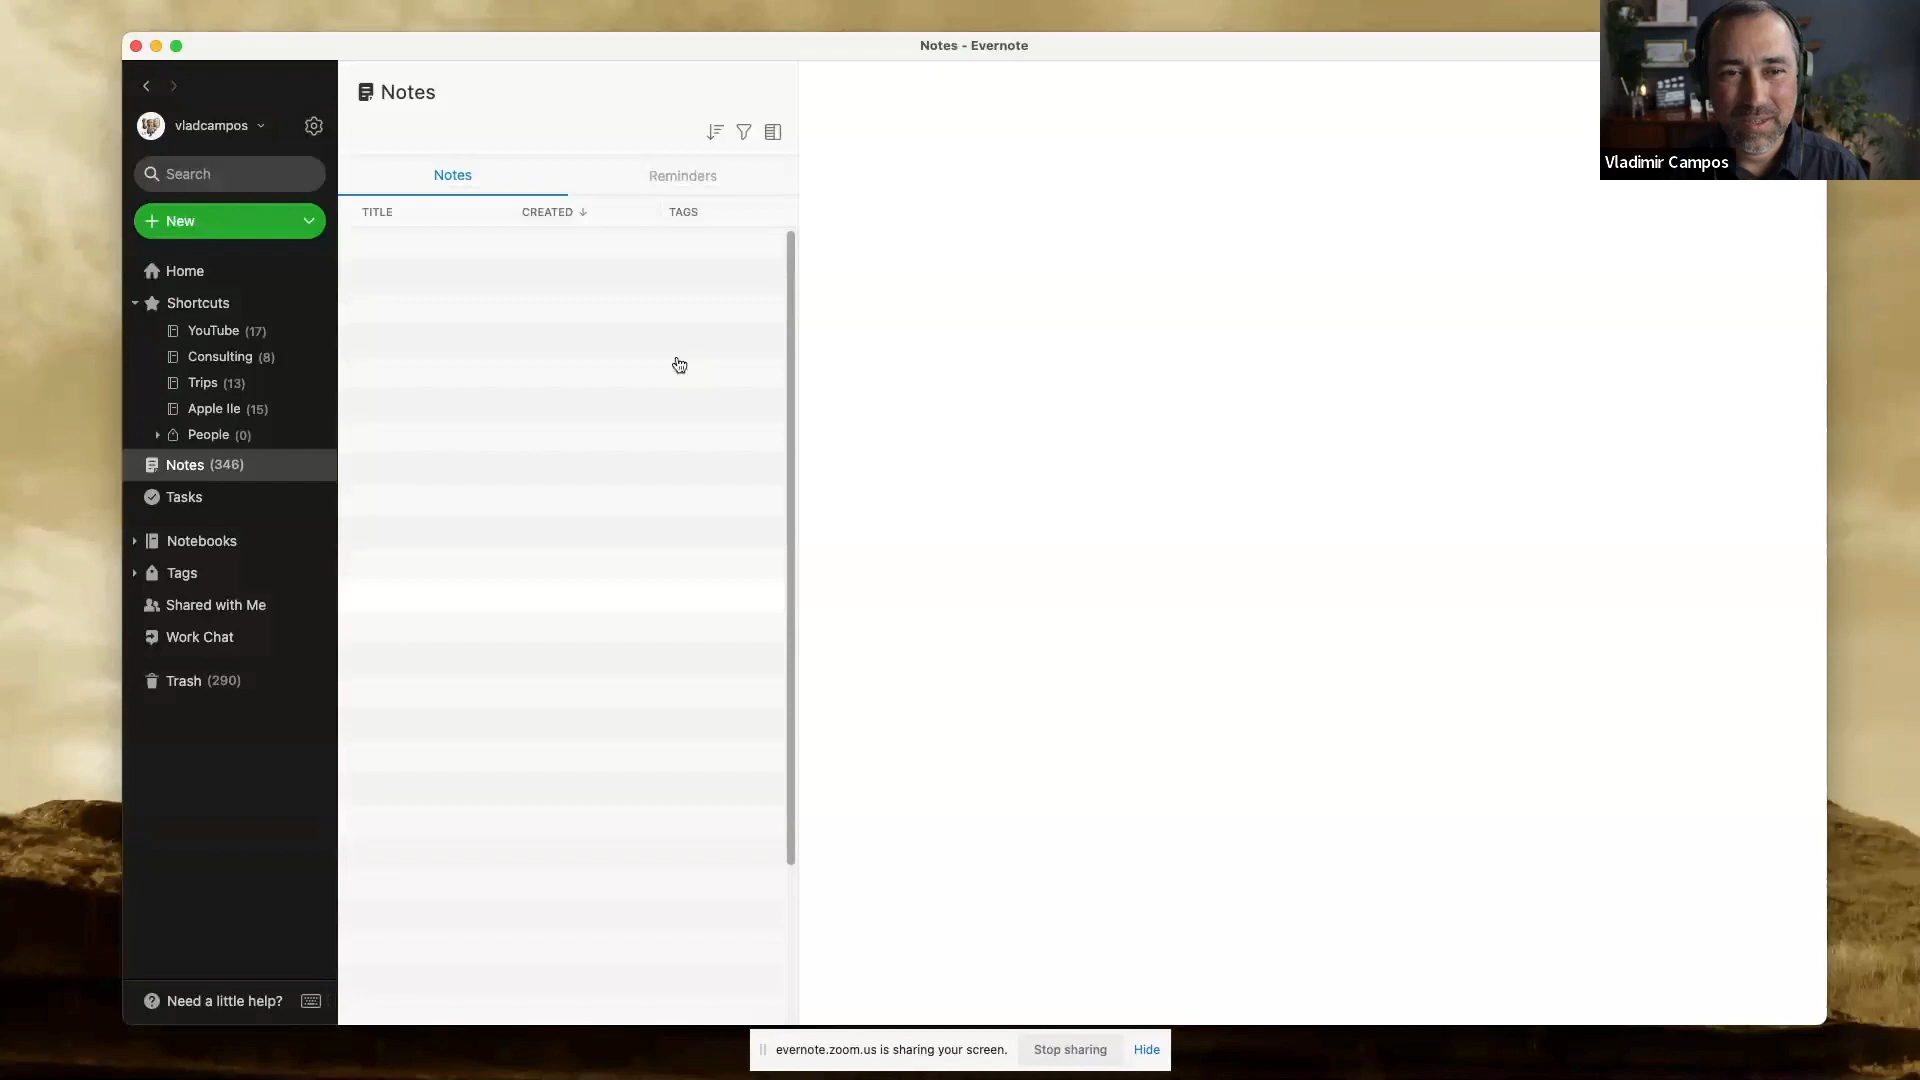 Notes - Evernote
Vladimir Campos
vladcampos
Search
New
Home
Shortcuts
YouTube (17)
Consulting (8)
Trips (13)
Apple IIe (15)
People (0)
Notes (346)
Tasks
Notebooks
Tags
Shared with Me
Work Chat
Trash (290)
Need a little help?
Notes
Notes Reminders
TITLE CREATED TAGS
evernote.zoom.us is sharing your screen. Stop sharing Hide